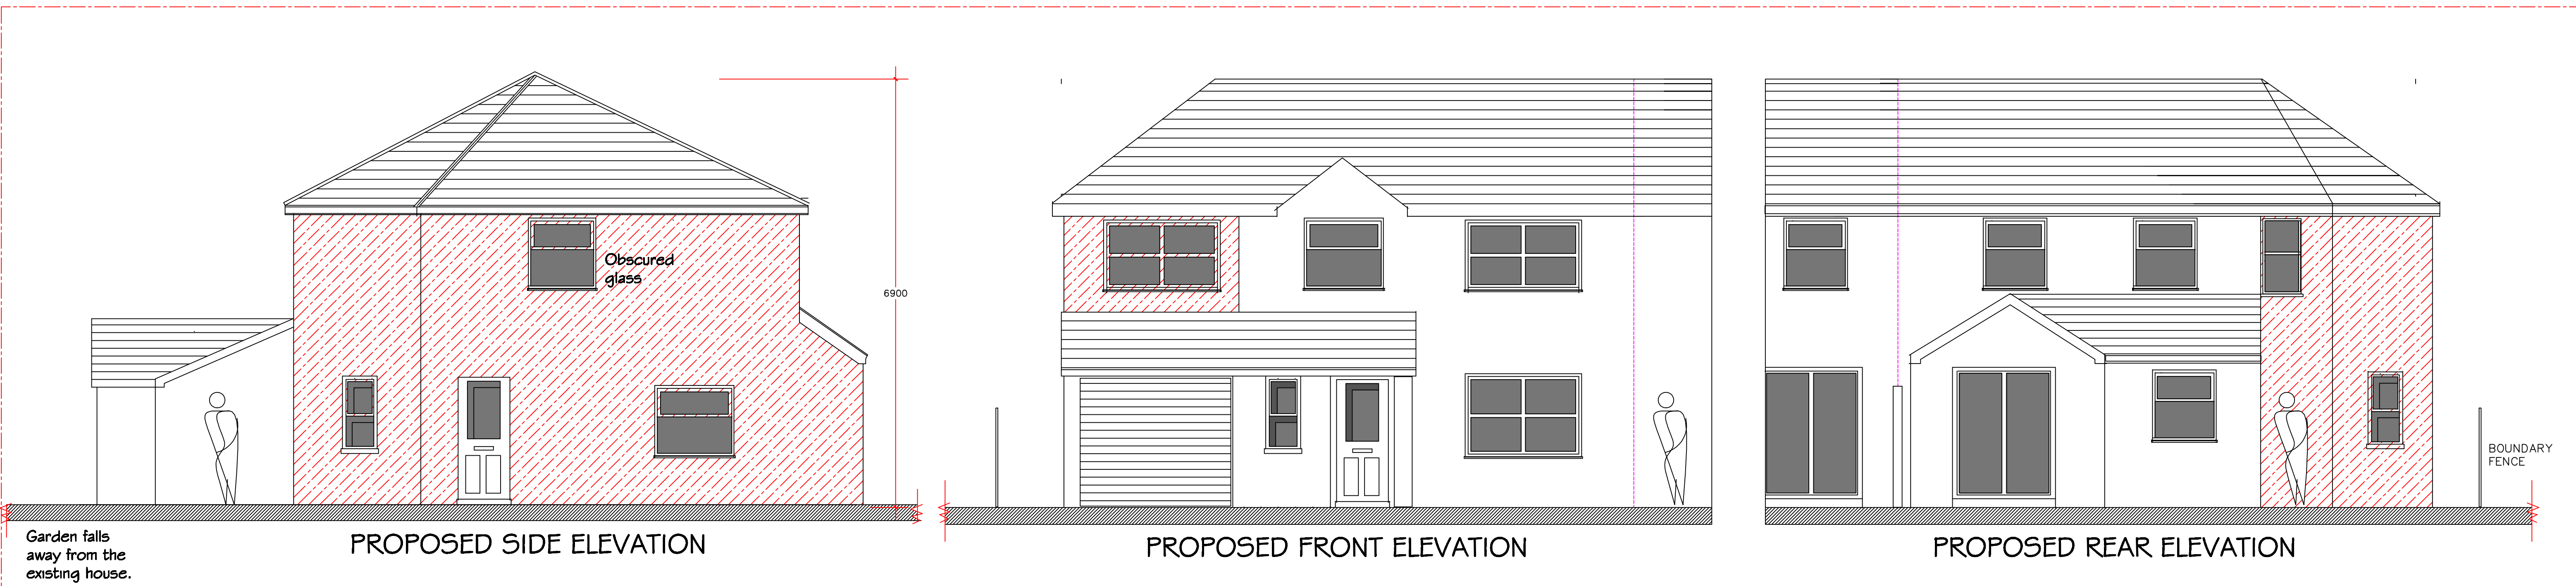 Obscured
glass
6900
BOUNDARY
FENCE
Garden falls
away from the
existing house.
PROPOSED SIDE ELEVATION
PROPOSED FRONT ELEVATION
PROPOSED REAR ELEVATION